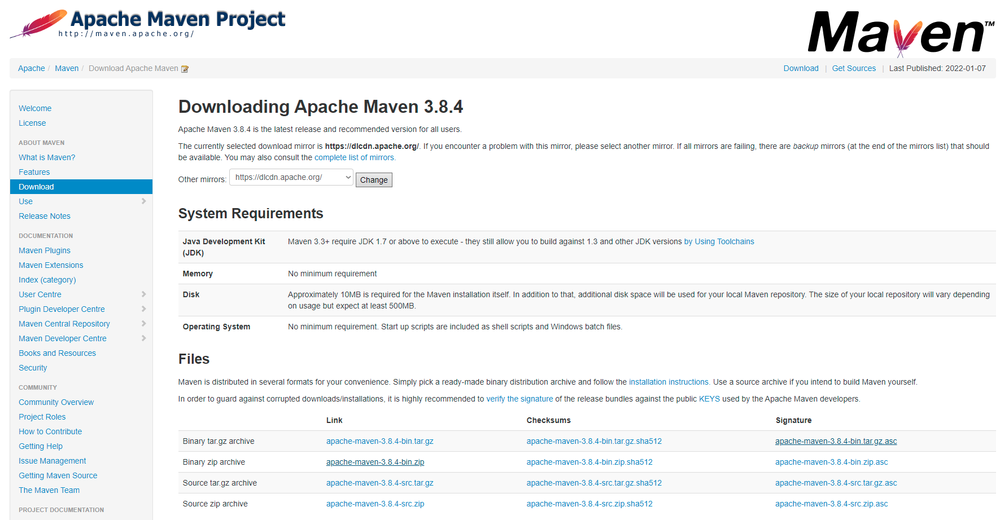 Apache Maven Project
http://maven.apache.org/
Maven™
Apache / Maven / Download Apache Maven
Download | Get Sources | Last Published: 2022-01-07
Welcome
License
ABOUT MAVEN
What is Maven?
Features
Download
Use
Release Notes
DOCUMENTATION
Maven Plugins
Maven Extensions
Index (category)
User Centre
Plugin Developer Centre
Maven Central Repository
Maven Developer Centre
Books and Resources
Security
COMMUNITY
Community Overview
Project Roles
How to Contribute
Getting Help
Issue Management
Getting Maven Source
The Maven Team
PROJECT DOCUMENTATION
Downloading Apache Maven 3.8.4
Apache Maven 3.8.4 is the latest release and recommended version for all users.
The currently selected download mirror is https://dlcdn.apache.org/. If you encounter a problem with this mirror, please select another mirror. If all mirrors are failing, there are backup mirrors (at the end of the mirrors list) that should
be available. You may also consult the complete list of mirrors.
Other mirrors: https://dlcdn.apache.org/ Change
System Requirements
Java Development Kit
(JDK)
Maven 3.3+ require JDK 1.7 or above to execute - they still allow you to build against 1.3 and other JDK versions by Using Toolchains
Memory
No minimum requirement
Disk
Approximately 10MB is required for the Maven installation itself. In addition to that, additional disk space will be used for your local Maven repository. The size of your local repository will vary depending
on usage but expect at least 500MB.
Operating System
No minimum requirement. Start up scripts are included as shell scripts and Windows batch files.
Files
Maven is distributed in several formats for your convenience. Simply pick a ready-made binary distribution archive and follow the installation instructions. Use a source archive if you intend to build Maven yourself.
In order to guard against corrupted downloads/installations, it is highly recommended to verify the signature of the release bundles against the public KEYS used by the Apache Maven developers.
Link Checksums Signature
Binary tar.gz archive apache-maven-3.8.4-bin.tar.gz apache-maven-3.8.4-bin.tar.gz.sha512 apache-maven-3.8.4-bin.tar.gz.asc
Binary zip archive apache-maven-3.8.4-bin.zip apache-maven-3.8.4-bin.zip.sha512 apache-maven-3.8.4-bin.zip.asc
Source tar.gz archive apache-maven-3.8.4-src.tar.gz apache-maven-3.8.4-src.tar.gz.sha512 apache-maven-3.8.4-src.tar.gz.asc
Source zip archive apache-maven-3.8.4-src.zip apache-maven-3.8.4-src.zip.sha512 apache-maven-3.8.4-src.zip.asc